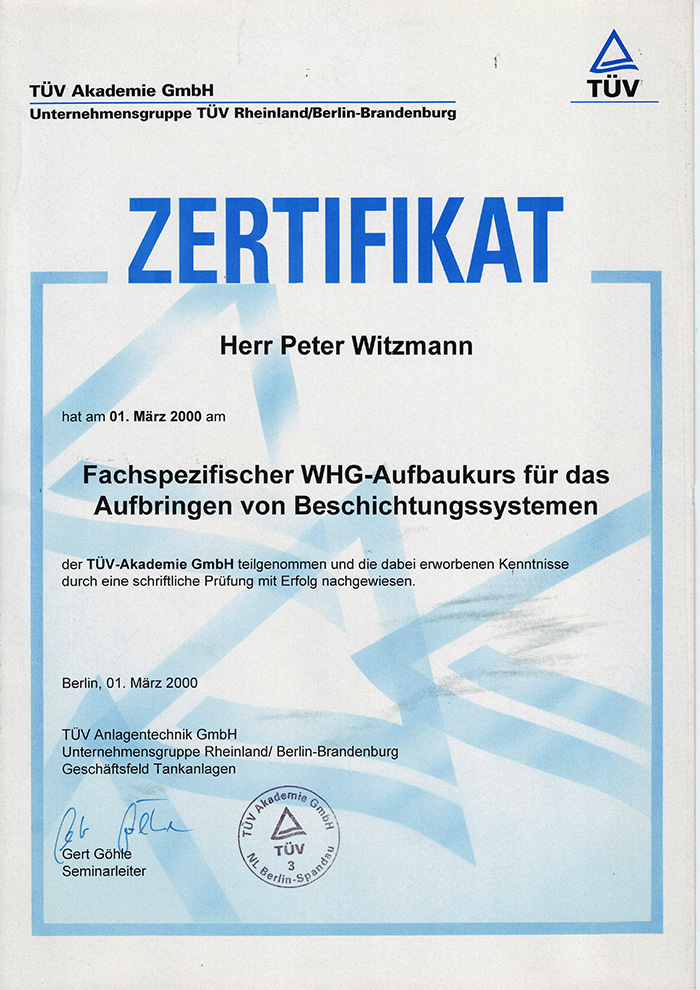 TÜV Akademie GmbH
Unternehmensgruppe TÜV Rheinland/Berlin-Brandenburg
TÜV
ZERTIFIKAT
Herr Peter Witzmann
hat am 01. März 2000 am
Fachspezifischer WHG-Aufbaukurs für das
Aufbringen von Beschichtungssystemen
der TÜV-Akademie GmbH teilgenommen und die dabei erworbenen Kenntnisse
durch eine schriftliche Prüfung mit Erfolg nachgewiesen.
Berlin, 01. März 2000
TÜV Anlagentechnik GmbH
Unternehmensgruppe Rheinland/ Berlin-Brandenburg
Geschäftsfeld Tankanlagen
Gert Göhle
Seminarleiter
TÜV Akademie GmbH
TÜV
3
NL Berlin-Spandau